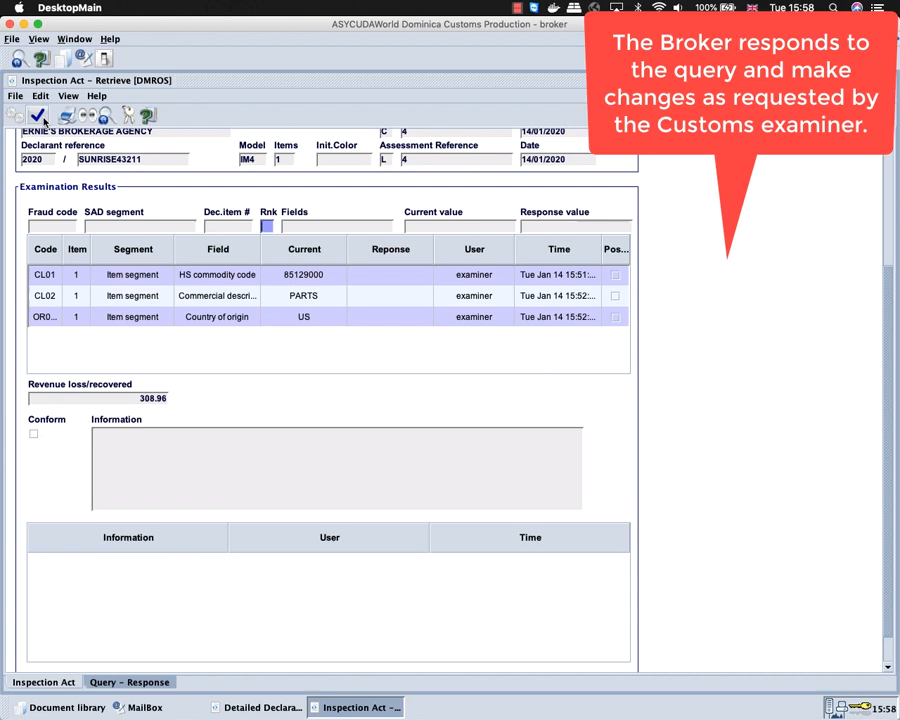 DesktopMain 100% Tue 15:58
ASYCUDAWorld Dominica Customs Production - broker
File View Window Help
Inspection Act - Retrieve [DMROS]
File Edit View Help
The Broker responds to
the query and make
changes as requested by
the Customs examiner.
ERNIE'S BROKERAGE AGENCY C 4 14/01/2020
Declarant reference Model Items Init.Color Assessment Reference Date
2020 / SUNRISE43211 IM4 1 L 4 14/01/2020
Examination Results
Fraud code SAD segment Dec.item # Rnk Fields Current value Response value
Code Item Segment Field Current Reponse User Time Pos...
CL01 1 Item segment HS commodity code 85129000 examiner Tue Jan 14 15:51:...
CL02 1 Item segment Commercial descri... PARTS examiner Tue Jan 14 15:52:...
OR0... 1 Item segment Country of origin US examiner Tue Jan 14 15:52:...
Revenue loss/recovered
308.96
Conform Information
Information User Time
Inspection Act Query - Response
Document library MailBox Detailed Declara... Inspection Act -... 15:58